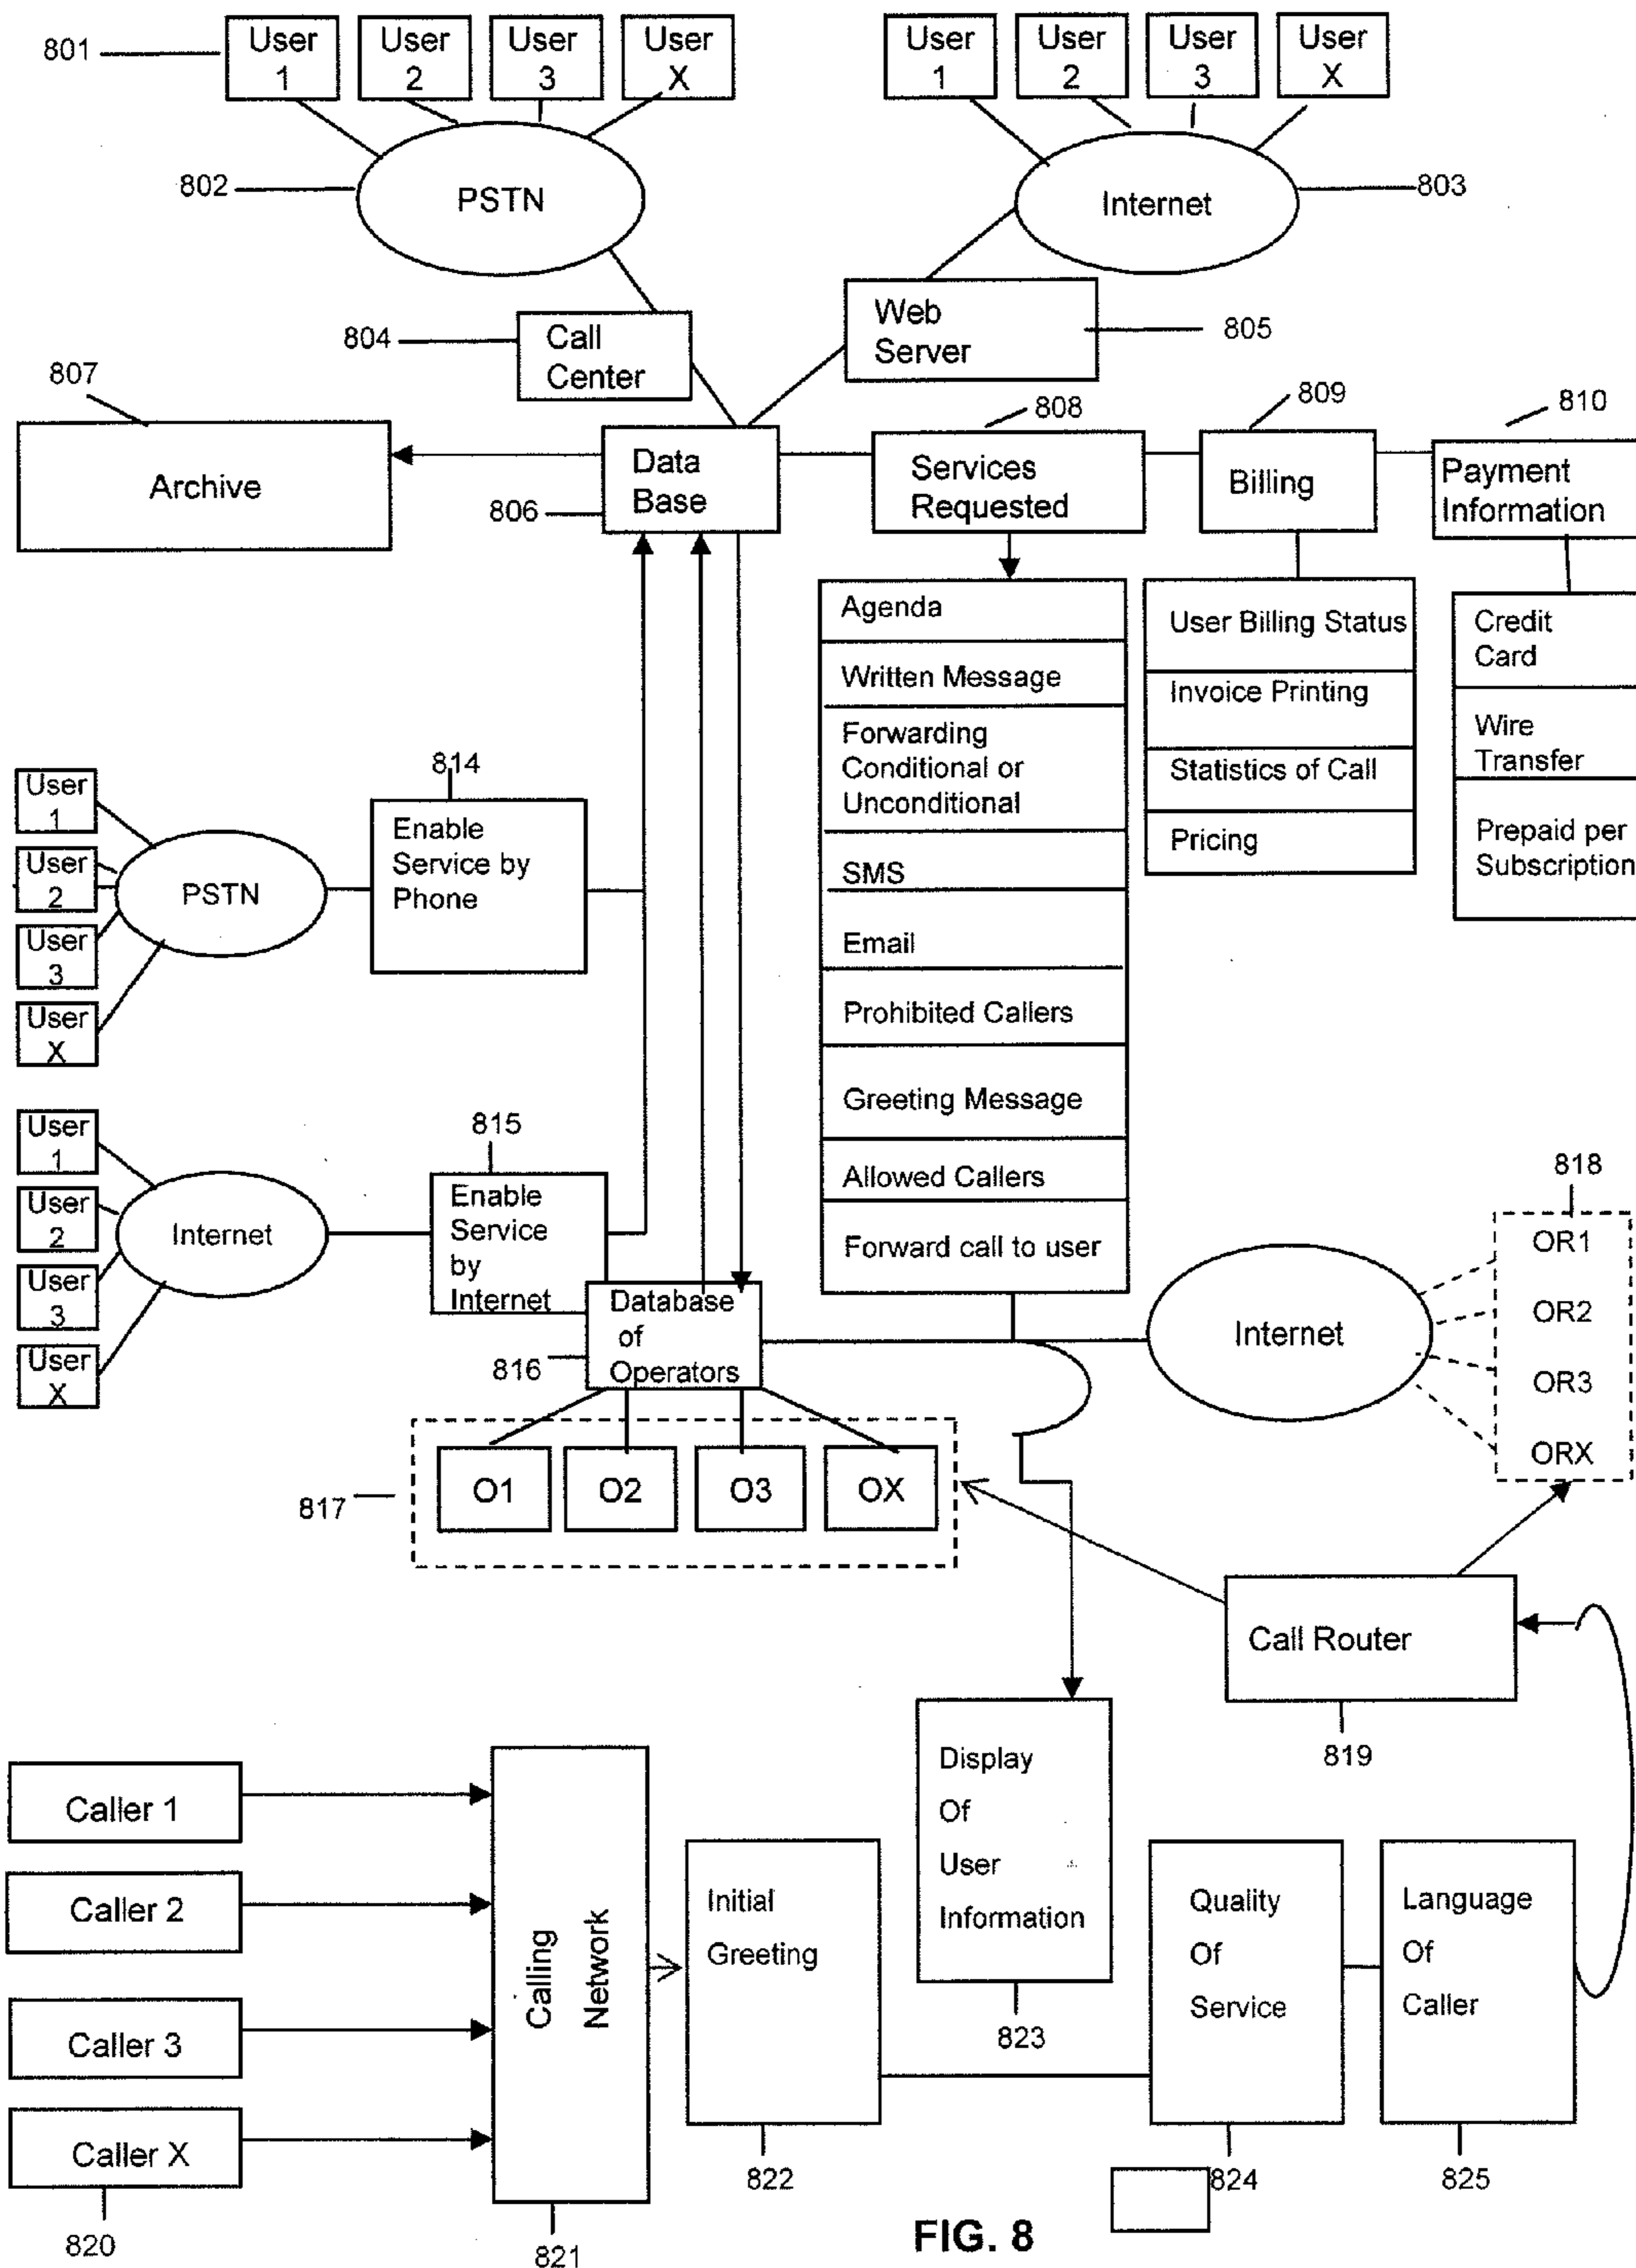 801
User
1
User
2
User
3
User
X
User
1
User
2
User
3
User
X
802
PSTN
Internet
803
804
Call
Center
Web
Server
805
807
Archive
806
Data
Base
808
Services
Requested
809
Billing
810
Payment
Information
Agenda
Written Message
Forwarding
Conditional or
Unconditional
SMS
Email
Prohibited Callers
Greeting Message
Allowed Callers
Forward call to user
User Billing Status
Invoice Printing
Statistics of Call
Pricing
Credit
Card
Wire
Transfer
Prepaid per
Subscription
User
1
User
2
User
3
User
X
PSTN
814
Enable
Service by
Phone
User
1
User
2
User
3
User
X
Internet
815
Enable
Service
by
Internet
816
Database
of
Operators
Internet
818
OR1
OR2
OR3
ORX
817
O1
O2
O3
OX
Call Router
819
Caller 1
Caller 2
Caller 3
Caller X
820
Calling
Network
821
Initial
Greeting
822
Display
Of
User
Information
823
Quality
Of
Service
824
Language
Of
Caller
825
FIG. 8